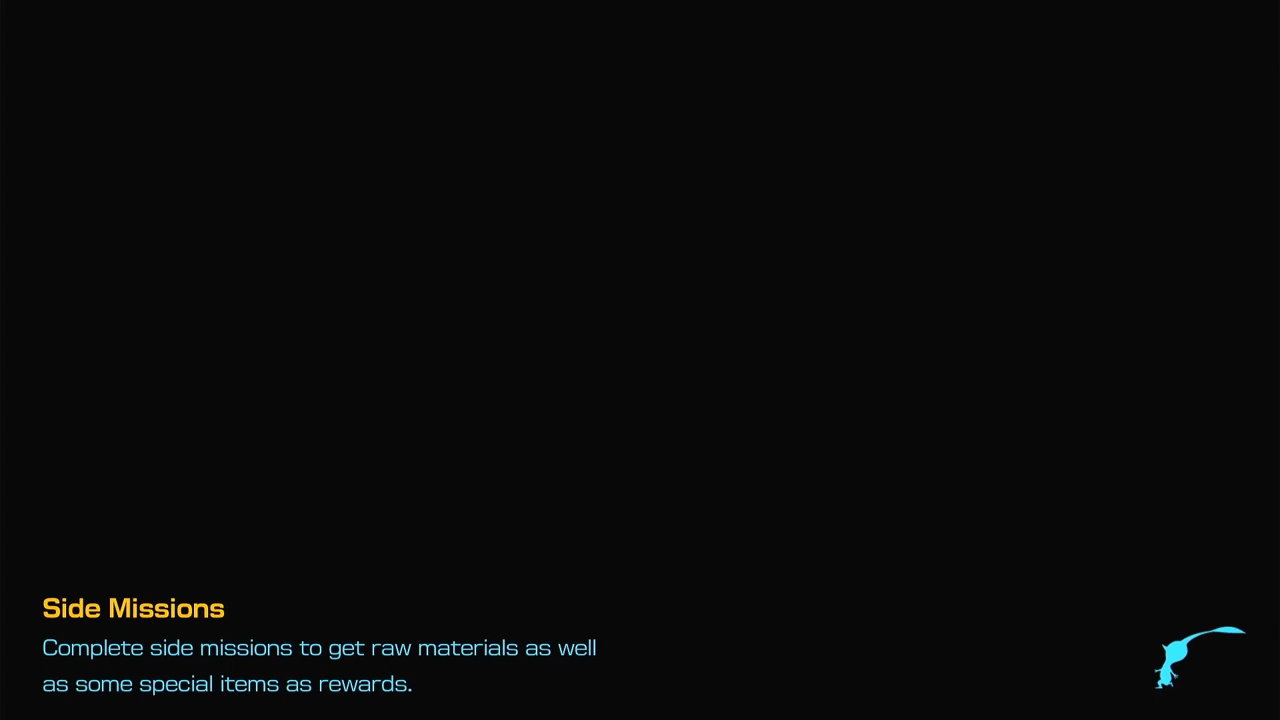 Side Missions
Complete side missions to get raw materials as well
as some special items as rewards.